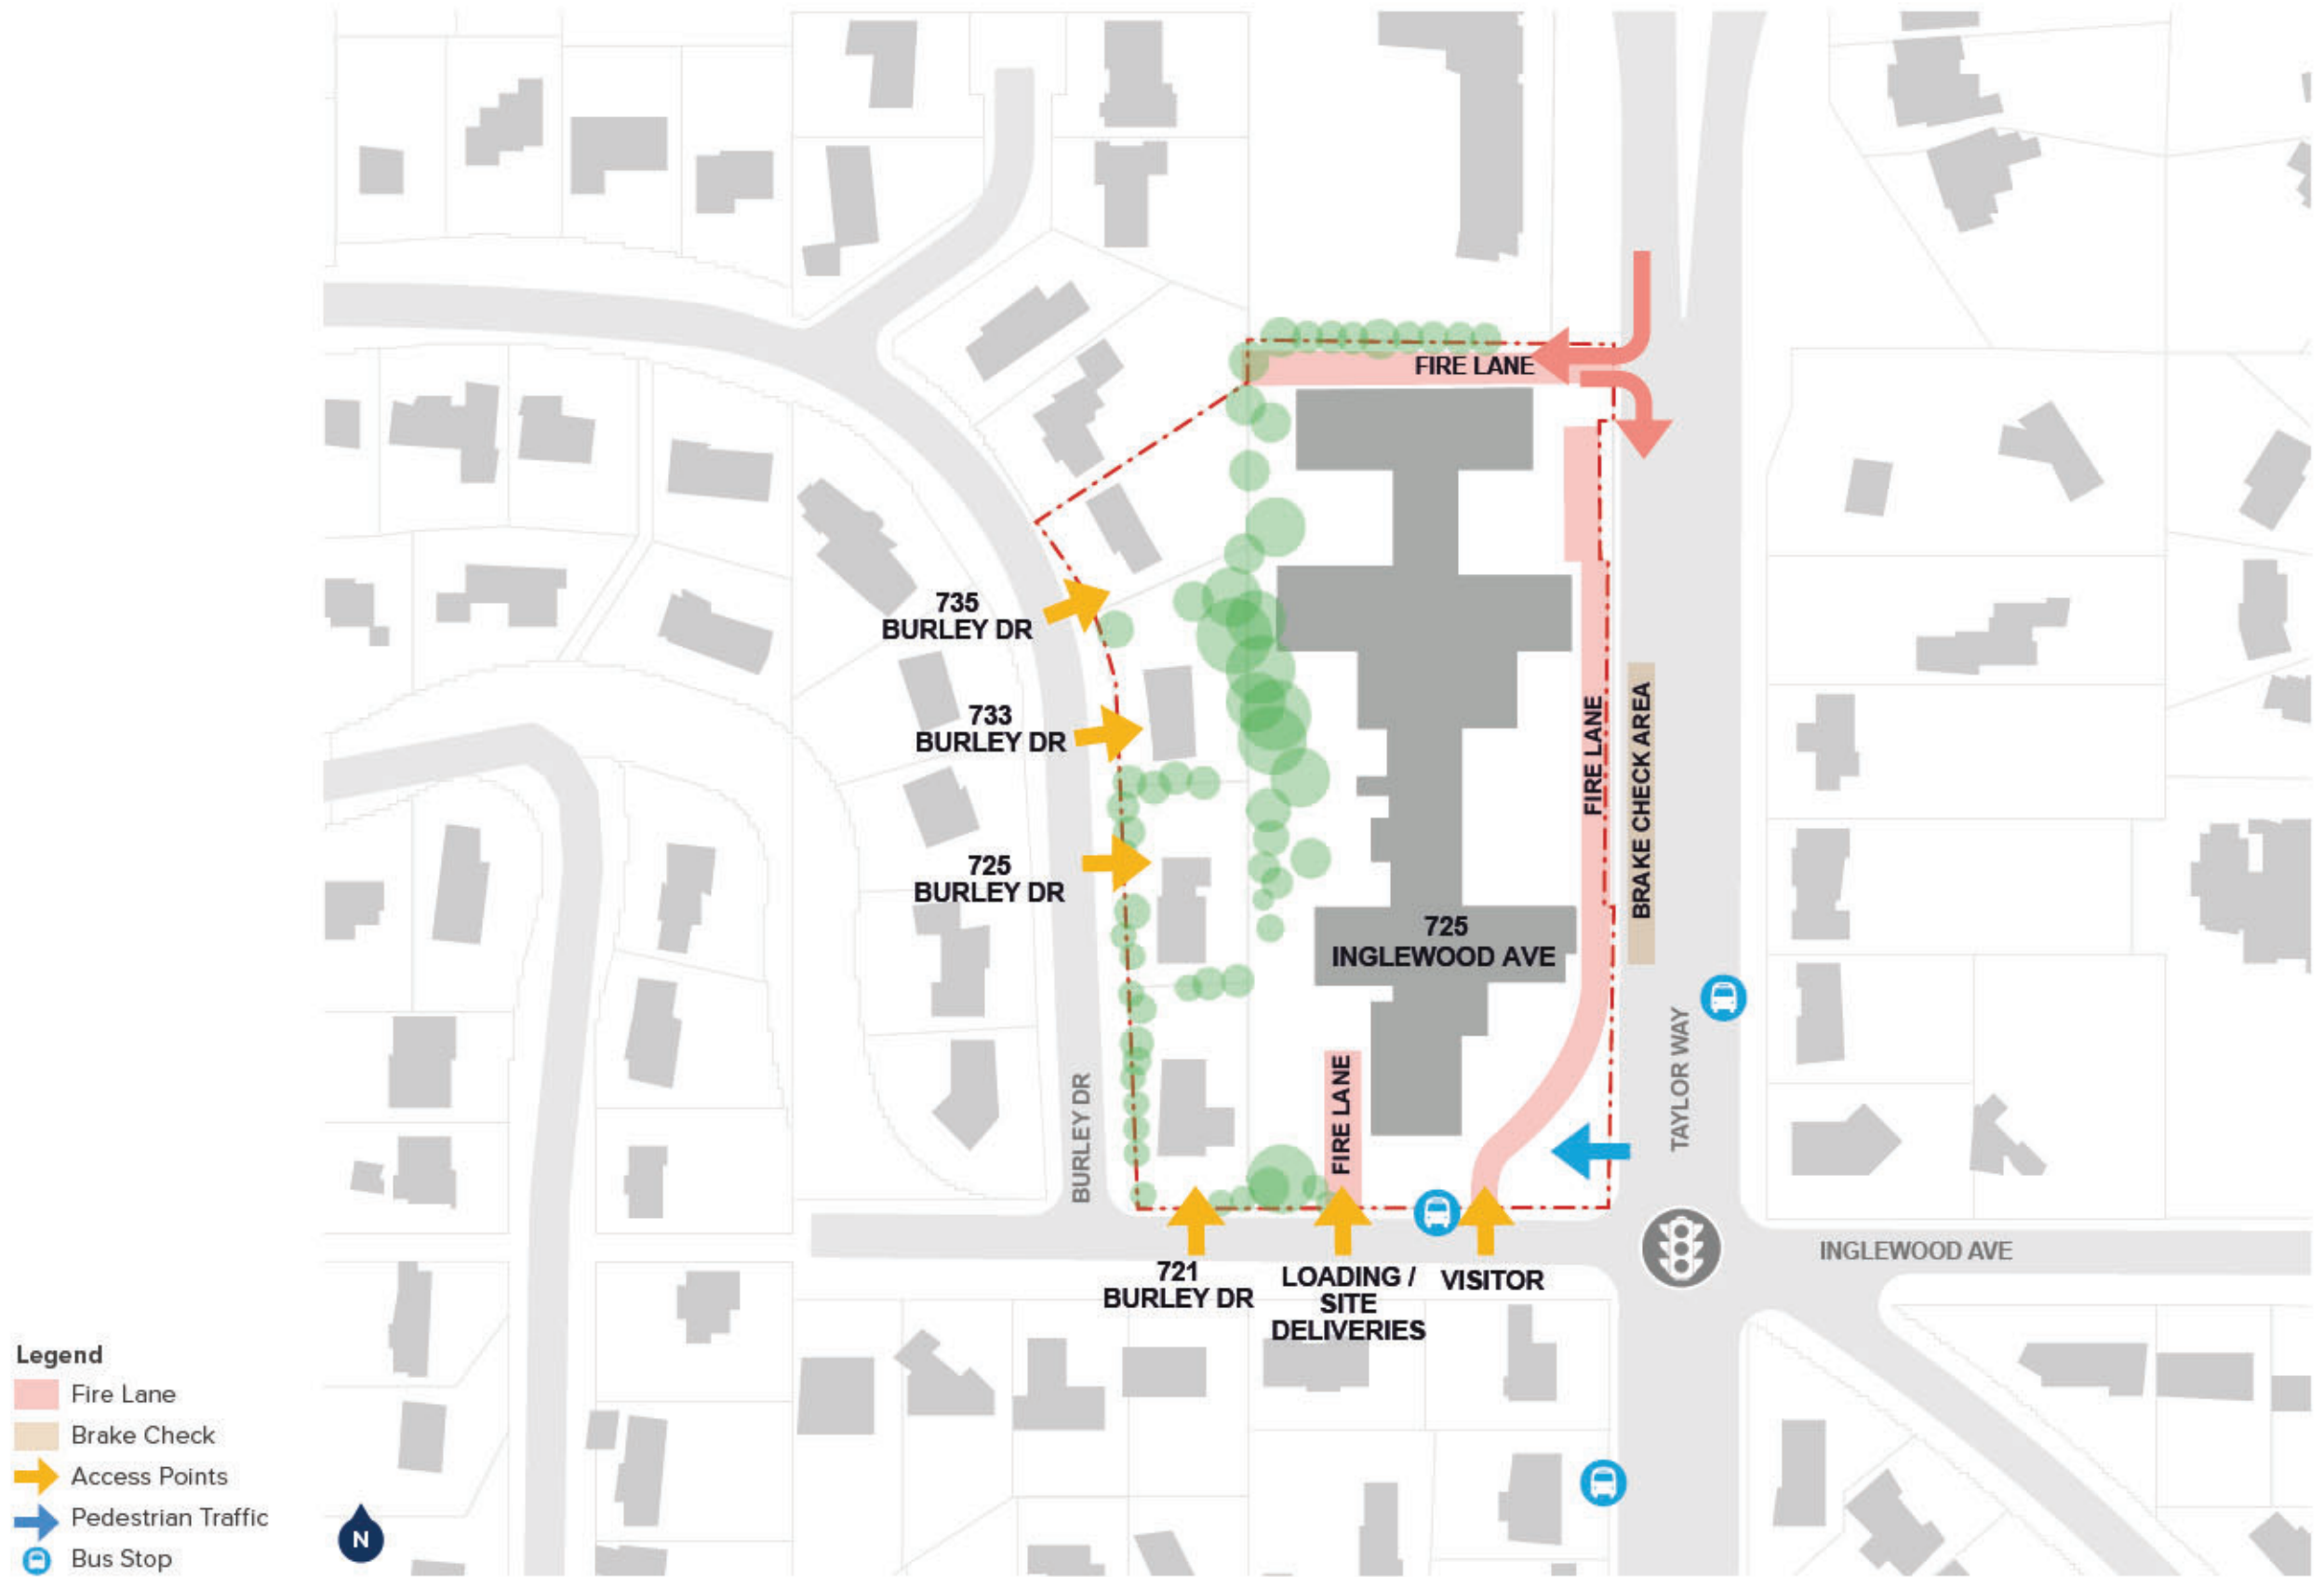 FIRE LANE
735
BURLEY DR
733
BURLEY DR
725
BURLEY DR
FIRE LANE
BRAKE CHECK AREA
725
INGLEWOOD AVE
FIRE LANE
BURLEY DR
TAYLOR WAY
INGLEWOOD AVE
721
BURLEY DR
LOADING /
SITE
DELIVERIES
VISITOR
Legend
Fire Lane
Brake Check
Access Points
Pedestrian Traffic
Bus Stop
N